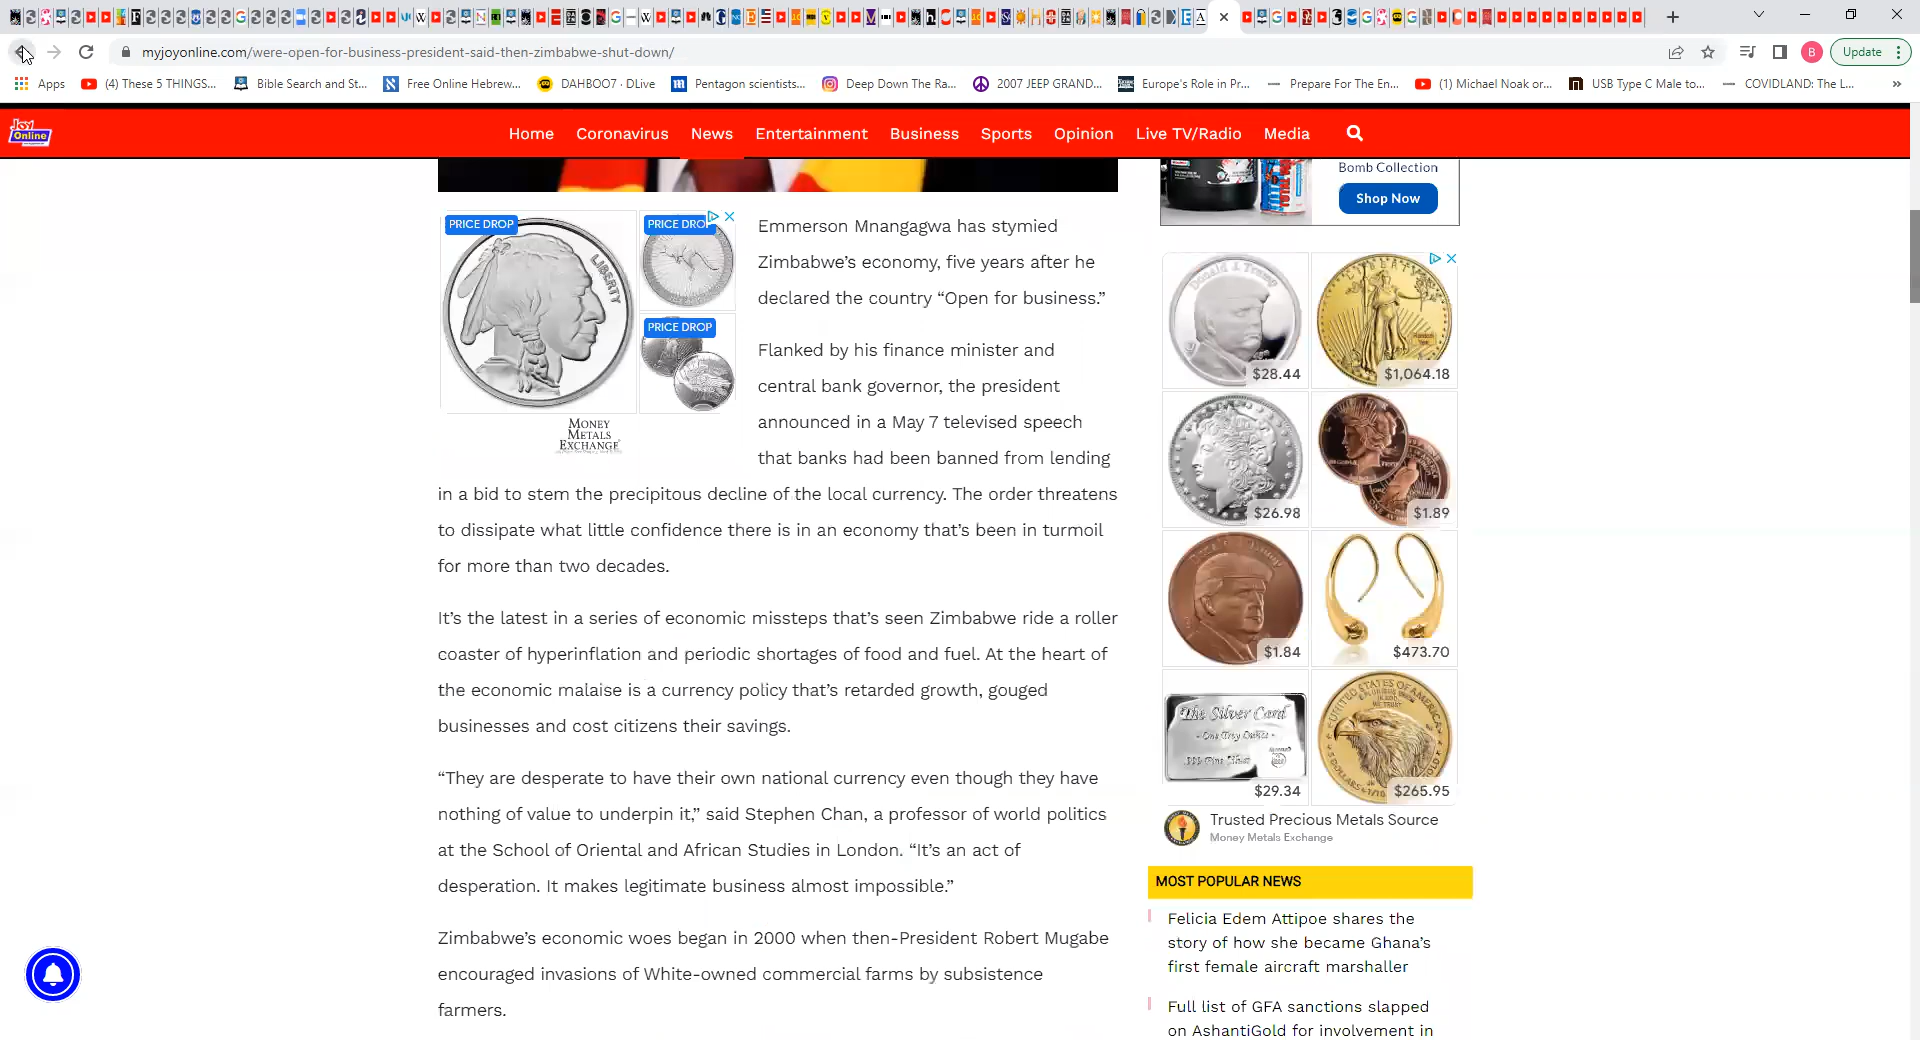 myjoyonline.com/were-open-for-business-president-said-then-zimbabwe-shut-down/
B
Update
Apps
(4) These 5 THINGS...
Bible Search and St...
Free Online Hebrew...
DAHBOO7 · DLive
Pentagon scientists...
Deep Down The Ra...
2007 JEEP GRAND...
Europe's Role in Pr...
Prepare For The En...
(1) Michael Noak or...
USB Type C Male to...
COVIDLAND: The L...
»
Joy
Online
Home
Coronavirus
News
Entertainment
Business
Sports
Opinion
Live TV/Radio
Media
PRICE DROP
PRICE DROP
PRICE DROP
LIBERTY
MONEY
METALS
EXCHANGE
Emmerson Mnangagwa has stymied
Zimbabwe’s economy, five years after he
declared the country “Open for business.”
Flanked by his finance minister and
central bank governor, the president
announced in a May 7 televised speech
that banks had been banned from lending
in a bid to stem the precipitous decline of the local currency. The order threatens
to dissipate what little confidence there is in an economy that’s been in turmoil
for more than two decades.
It’s the latest in a series of economic missteps that’s seen Zimbabwe ride a roller
coaster of hyperinflation and periodic shortages of food and fuel. At the heart of
the economic malaise is a currency policy that’s retarded growth, gouged
businesses and cost citizens their savings.
“They are desperate to have their own national currency even though they have
nothing of value to underpin it,” said Stephen Chan, a professor of world politics
at the School of Oriental and African Studies in London. “It’s an act of
desperation. It makes legitimate business almost impossible.”
Zimbabwe’s economic woes began in 2000 when then-President Robert Mugabe
encouraged invasions of White-owned commercial farms by subsistence
farmers.
Bomb Collection
Shop Now
Donald J. Trump
$28.44
$1,064.18
$26.98
$1.89
$1.84
$473.70
The Silver Card
One Troy Ounce
.999 Fine Silver
$29.34
UNITED STATES OF AMERICA
$265.95
Trusted Precious Metals Source
Money Metals Exchange
MOST POPULAR NEWS
Felicia Edem Attipoe shares the
story of how she became Ghana’s
first female aircraft marshaller
Full list of GFA sanctions slapped
on AshantiGold for involvement in